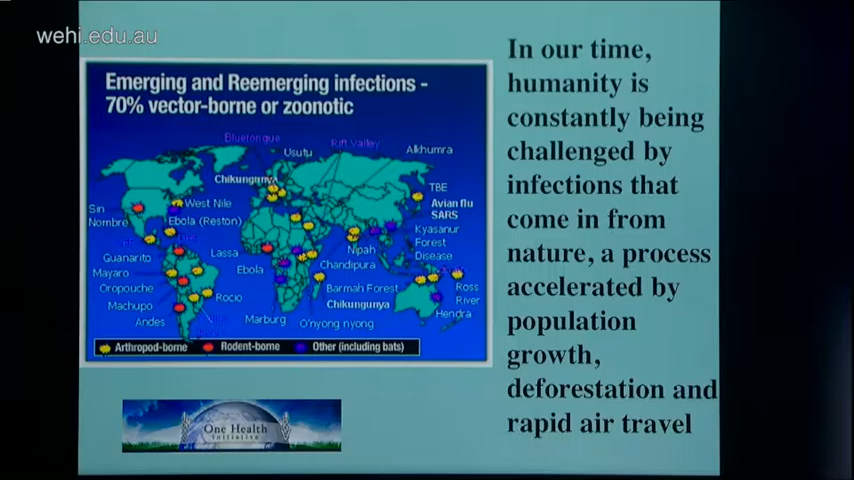 wehi.edu.au
Emerging and Reemerging infections -
70% vector-borne or zoonotic
Bluetongue
Usutu
Rift Valley
Alkhumra
Chikungunya
TBE
Avian flu
SARS
Sin
Nombre
West Nile
Ebola (Reston)
Kyasanur
Forest
Disease
Guanarito
Lassa
Nipah
Chandipura
Mayaro
Ebola
Oropouche
Barmah Forest
Ross
River
Machupo
Rocio
Chikungunya
Hendra
Andes
Marburg
O'nyong nyong
Arthropod-borne
Rodent-borne
Other (including bats)
One Health
Initiative
In our time,
humanity is
constantly being
challenged by
infections that
come in from
nature, a process
accelerated by
population
growth,
deforestation and
rapid air travel